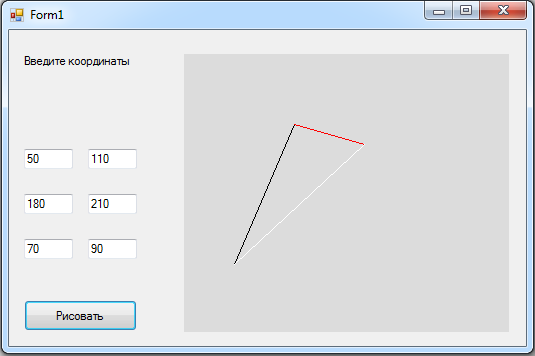 Form1
Введите координаты
50 110
180 210
70 90
Рисовать